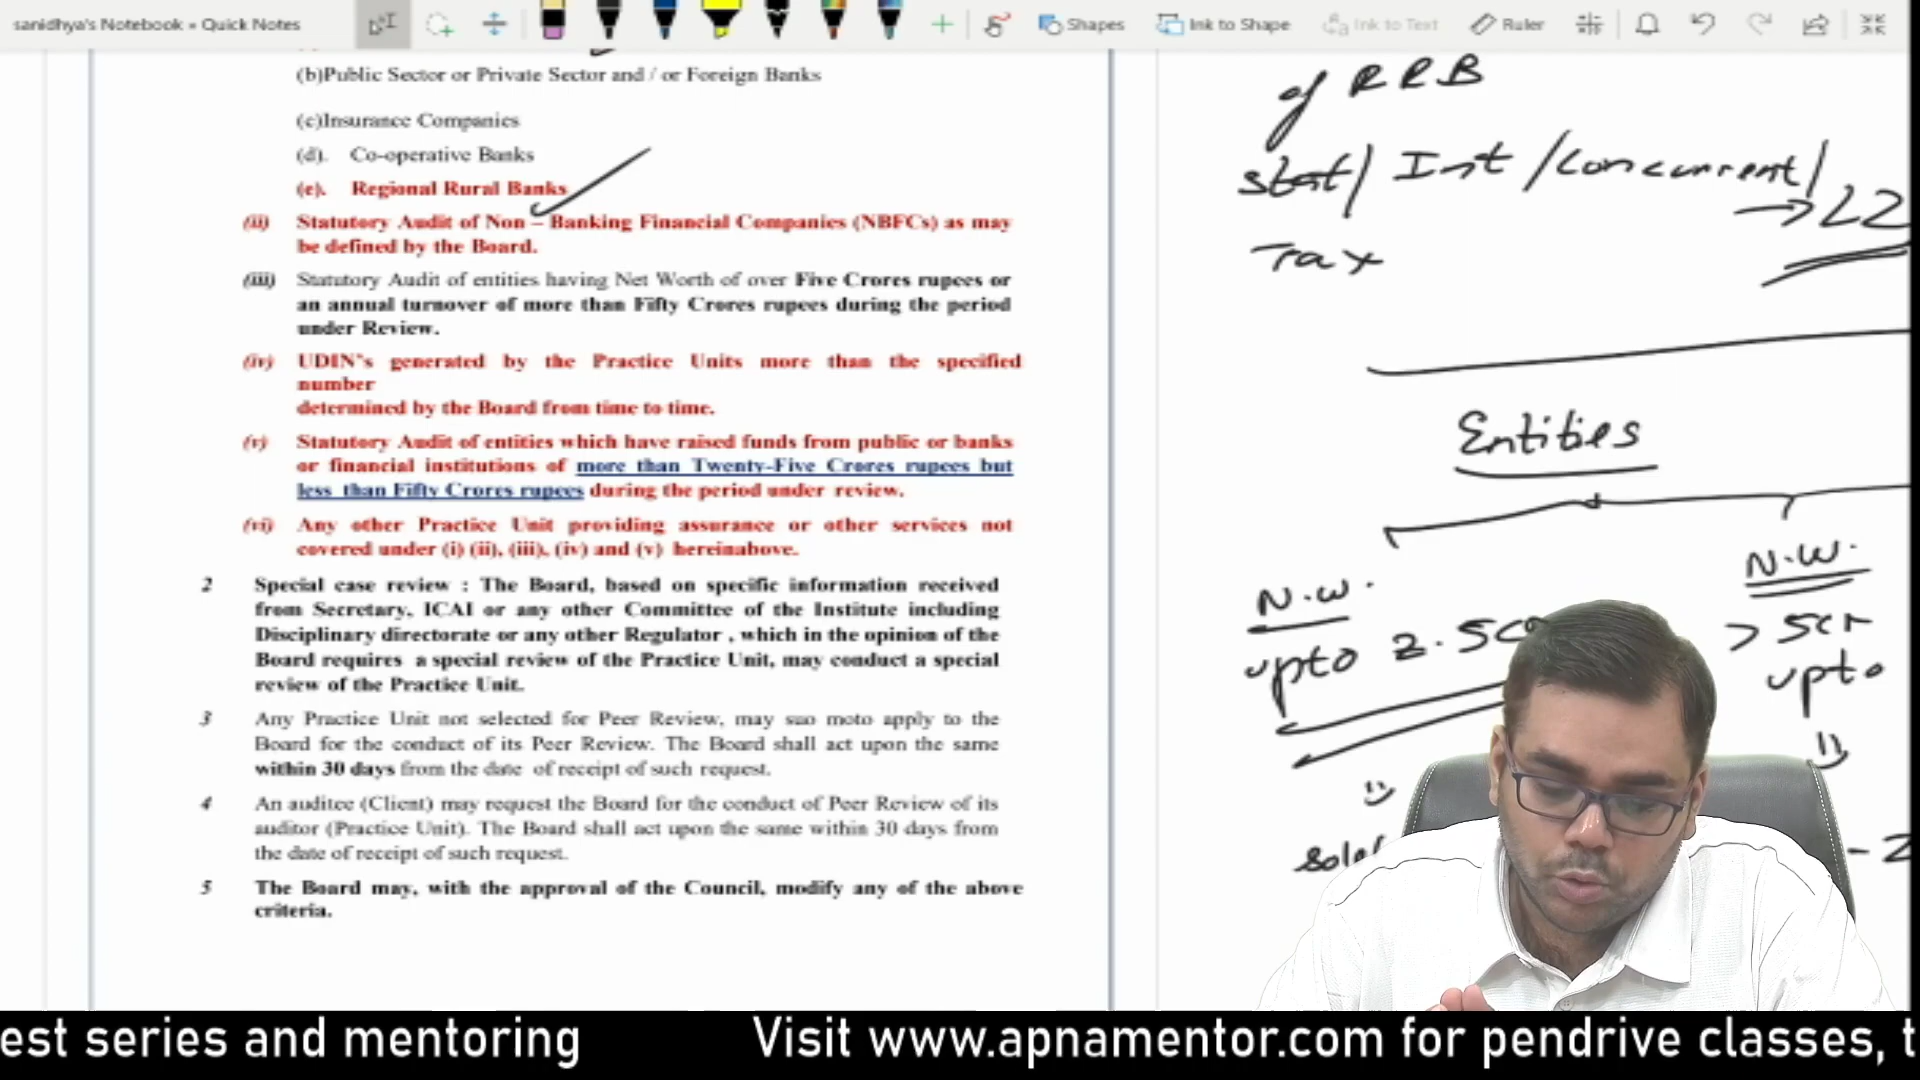 sanidhya's Notebook » Quick Notes
Shapes
Ink to Shape
Ink to Text
Ruler
(b)Public Sector or Private Sector and / or Foreign Banks
(c)Insurance Companies
(d). Co-operative Banks
(e). Regional Rural Banks
(ii) Statutory Audit of Non – Banking Financial Companies (NBFCs) as may
be defined by the Board.
(iii) Statutory Audit of entities having Net Worth of over Five Crores rupees or
an annual turnover of more than Fifty Crores rupees during the period
under Review.
(iv) UDIN's generated by the Practice Units more than the specified
number
determined by the Board from time to time.
(v) Statutory Audit of entities which have raised funds from public or banks
or financial institutions of more than Twenty-Five Crores rupees but
less than Fifty Crores rupees during the period under review.
(vi) Any other Practice Unit providing assurance or other services not
covered under (i) (ii), (iii), (iv) and (v) hereinabove.
2 Special case review : The Board, based on specific information received
from Secretary, ICAI or any other Committee of the Institute including
Disciplinary directorate or any other Regulator , which in the opinion of the
Board requires a special review of the Practice Unit, may conduct a special
review of the Practice Unit.
3 Any Practice Unit not selected for Peer Review, may suo moto apply to the
Board for the conduct of its Peer Review. The Board shall act upon the same
within 30 days from the date of receipt of such request.
4 An auditee (Client) may request the Board for the conduct of Peer Review of its
auditor (Practice Unit). The Board shall act upon the same within 30 days from
the date of receipt of such request.
5 The Board may, with the approval of the Council, modify any of the above
criteria.
of RRB
stat/ Int /concurrent/
→ L2
Tax
Entities
N.W.
upto 2.5cr
N.W.
> 5cr
upto
est series and mentoring
Visit www.apnamentor.com for pendrive classes, t